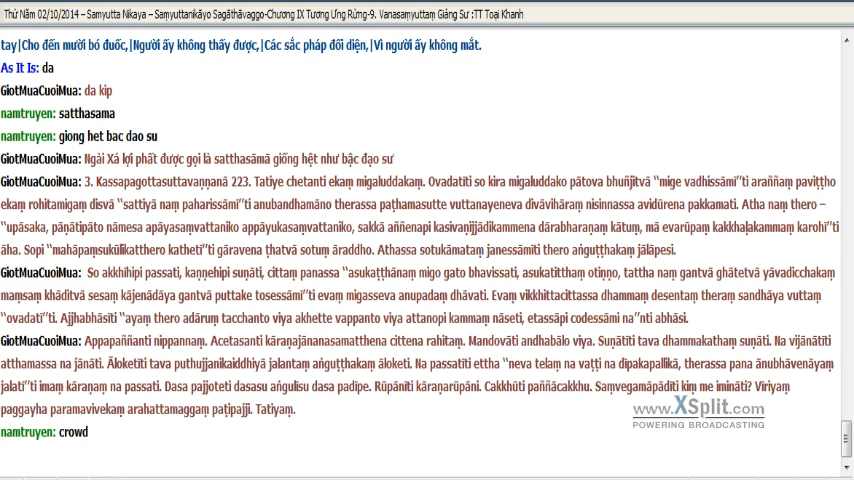 Thứ Năm 02/10/2014 – Samyutta Nikaya – Saṃyuttanikāyo Sagāthāvaggo-Chương IX Tương Ưng Rừng-9. Vanasaṃyuttaṃ Giảng Sư :TT Toại Khanh
tay|Cho đến mười bó đuốc,|Người ấy không thấy được,|Các sắc pháp đối diện,|Vì người ấy không mắt.
As It Is: da
GiotMuaCuoiMua: da kip
namtruyen: satthasama
namtruyen: giong het bac dao su
GiotMuaCuoiMua: Ngài Xá lợi phất được gọi là satthasāmā giống hệt như bậc đạo sư
GiotMuaCuoiMua: 3. Kassapagottasuttavaṇṇanā 223. Tatiye chetanti ekaṃ migaluddakaṃ. Ovadatīti so kira migaluddako pātova bhuñjitvā “mige vadhissāmī”ti araññaṃ paviṭṭho
ekaṃ rohitamigaṃ disvā “sattiyā naṃ paharissāmī”ti anubandhamāno therassa paṭhamasutte vuttanayeneva divāvihāraṃ nisinnassa avidūrena pakkamati. Atha naṃ thero –
“upāsaka, pāṇātipāto nāmesa apāyasaṃvattaniko appāyukasaṃvattaniko, sakkā aññenapi kasivaṇijjādikammena dārabharaṇaṃ kātuṃ, mā evarūpaṃ kakkhaḷakammaṃ karohī”ti
āha. Sopi “mahāpaṃsukūlikatthero kathetī”ti gāravena ṭhatvā sotuṃ āraddho. Athassa sotukāmataṃ janessāmīti thero aṅguṭṭhakaṃ jālāpesi.
GiotMuaCuoiMua: So akkhīhipi passati, kaṇṇehipi suṇāti, cittaṃ panassa “asukaṭṭhānaṃ migo gato bhavissati, asukatitthaṃ otiṇṇo, tattha naṃ gantvā ghātetvā yāvadicchakaṃ
maṃsaṃ khāditvā sesaṃ kājenādāya gantvā puttake tosessāmī”ti evaṃ migasseva anupadaṃ dhāvati. Evaṃ vikkhittacittassa dhammaṃ desentaṃ theraṃ sandhāya vuttaṃ
“ovadatī”ti. Ajjhabhāsīti “ayaṃ thero adāruṃ tacchanto viya akhette vappanto viya attanopi kammaṃ nāseti, etassāpi codessāmi na”nti abhāsi.
GiotMuaCuoiMua: Appapaññanti nippaññaṃ. Acetasanti kāraṇajānanasamatthena cittena rahitaṃ. Mandovāti andhabālo viya. Suṇātīti tava dhammakathaṃ suṇāti. Na vijānātīti
atthamassa na jānāti. Āloketīti tava puthujjanikaiddhiyā jalantaṃ aṅguṭṭhakaṃ āloketi. Na passatīti ettha “neva telaṃ na vaṭṭi na dīpakapallikā, therassa pana ānubhāvenāyaṃ
jalatī”ti imaṃ kāraṇaṃ na passati. Dasa pajjoteti dasasu aṅgulīsu dasa padīpe. Rūpānīti kāraṇarūpāni. Cakkhūti paññācakkhu. Saṃvegamāpādīti kiṃ me iminātī? Vīriyaṃ
paggayha paramavivekaṃ arahattamaggaṃ paṭipajji. Tatiyaṃ.
www.XSplit.com
POWERING BROADCASTING
namtruyen: crowd